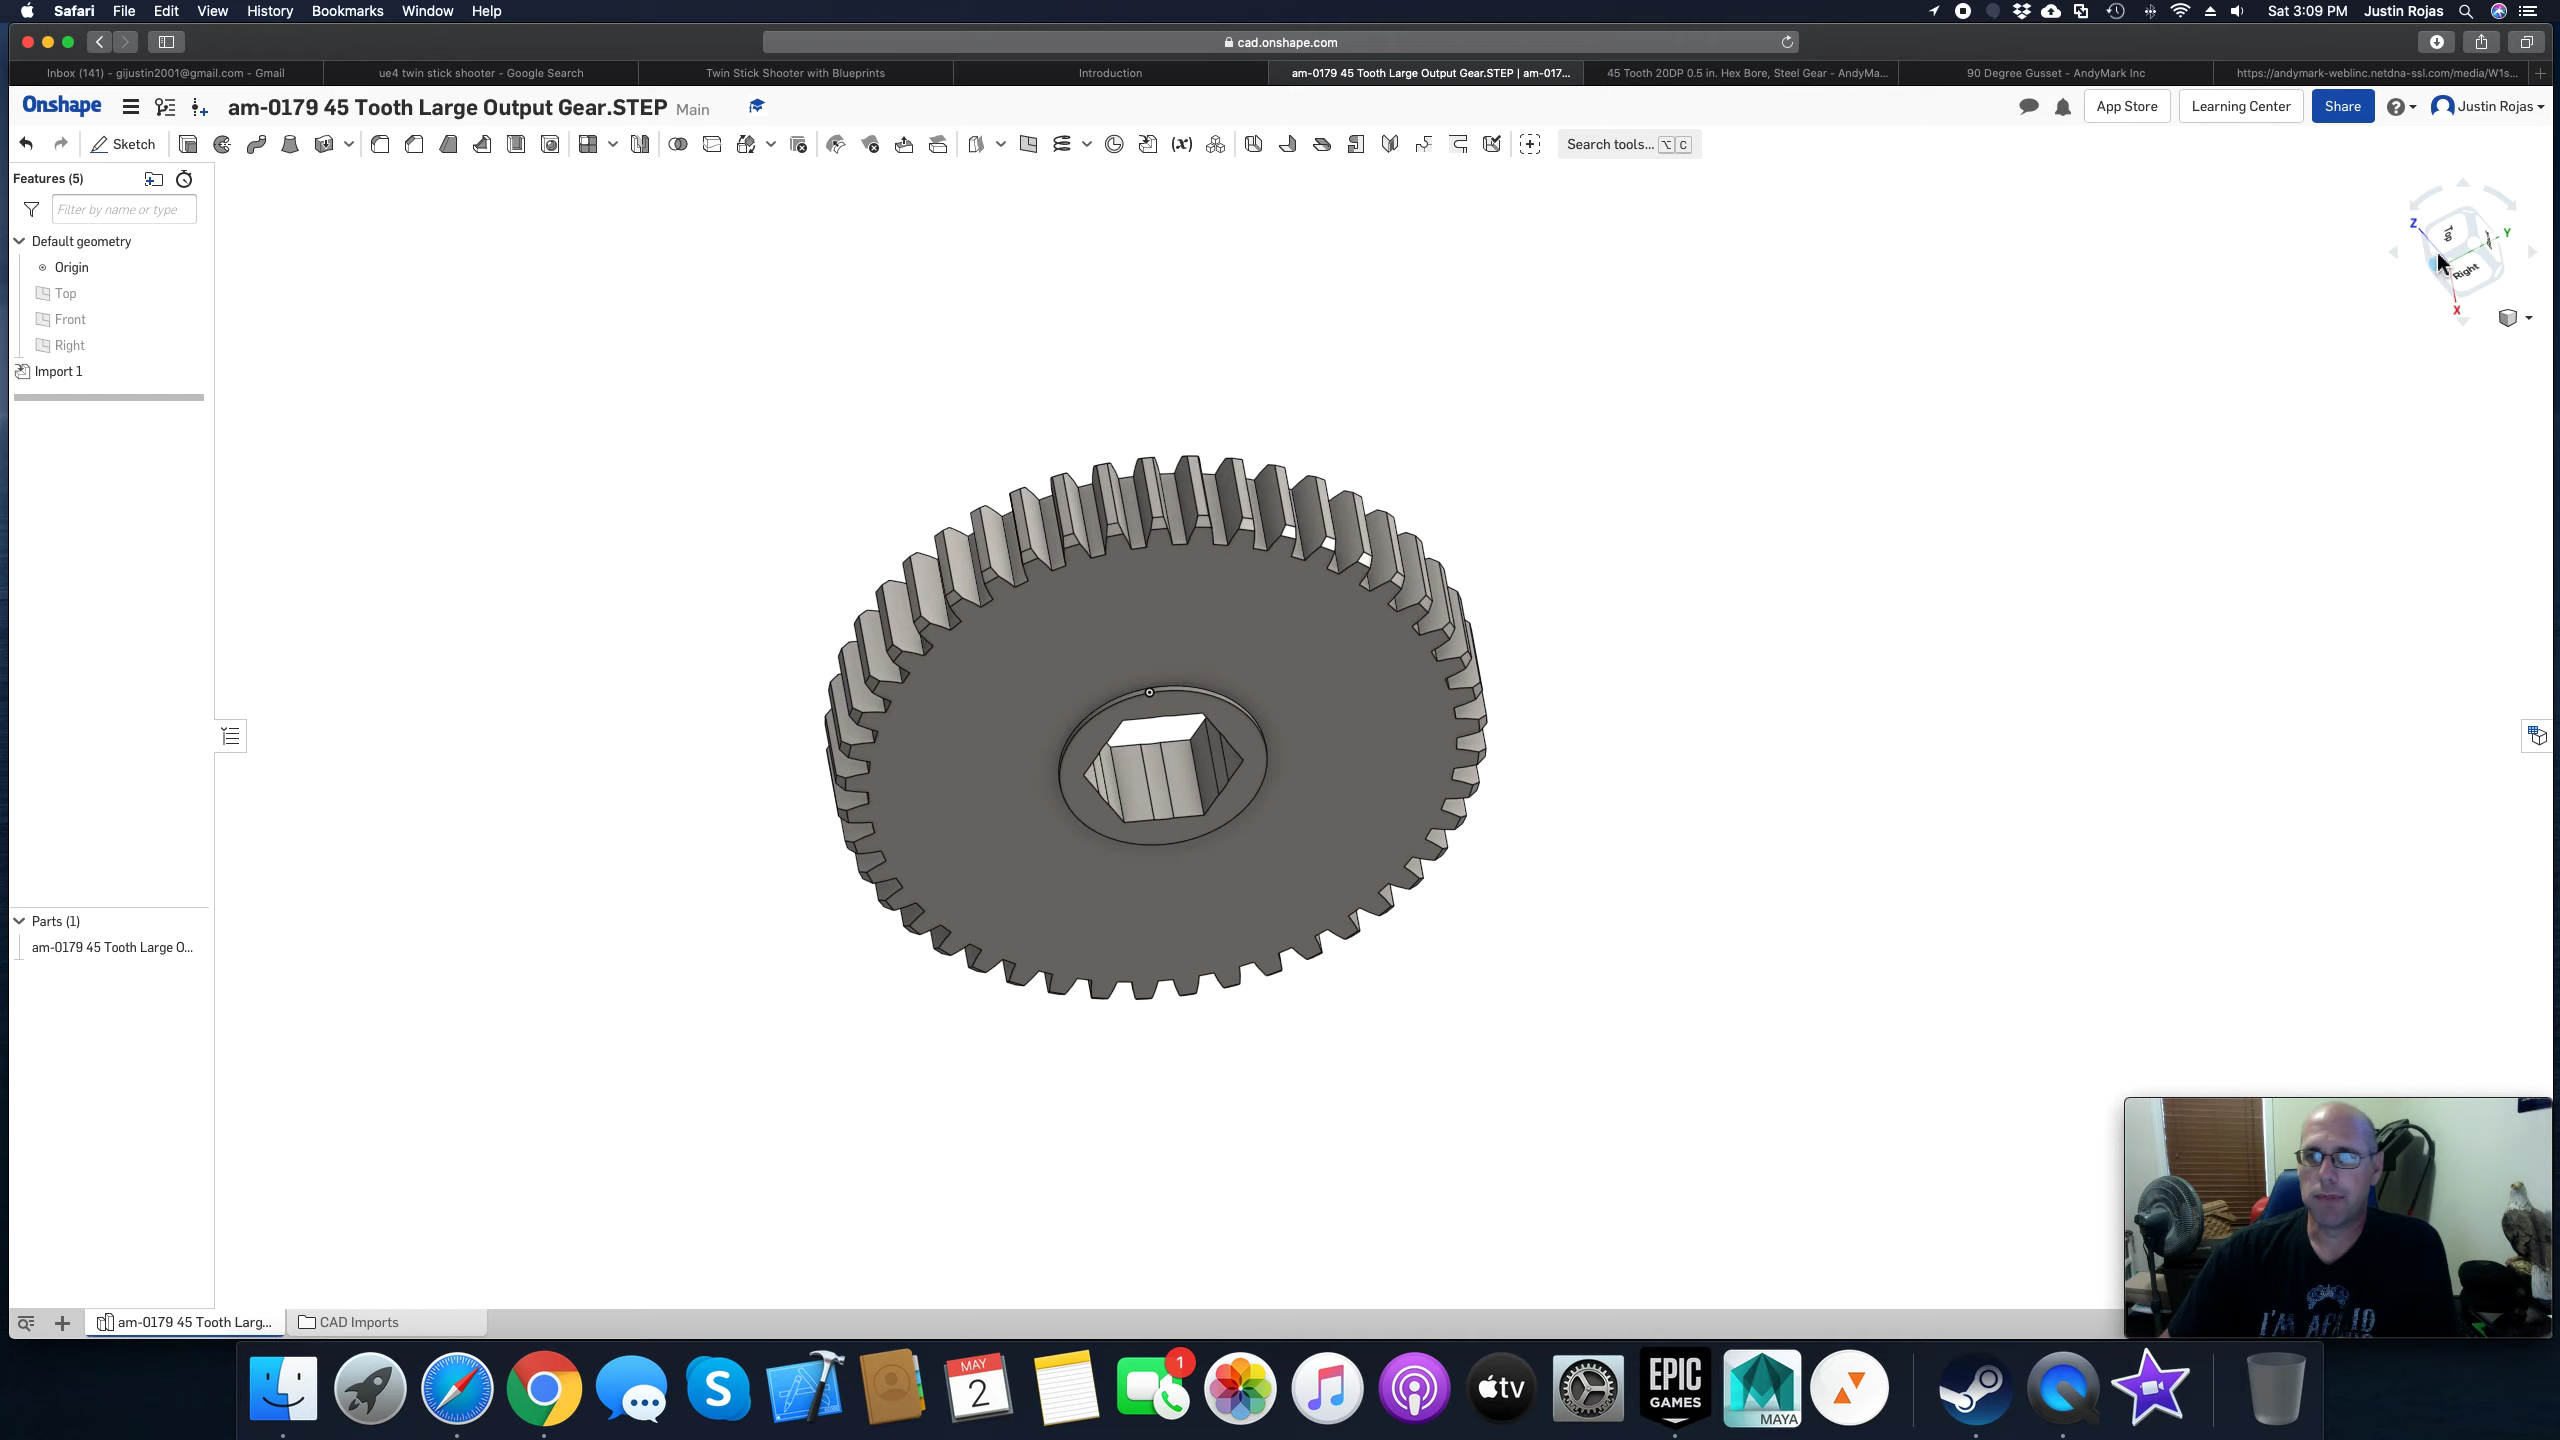 Safari File Edit View History Bookmarks Window Help Sat 3:09 PM Justin Rojas
cad.onshape.com
Inbox (141) - gijustin2001@gmail.com - Gmail ue4 twin stick shooter - Google Search Twin Stick Shooter with Blueprints Introduction am-0179 45 Tooth Large Output Gear.STEP | am-017... 45 Tooth 20DP 0.5 in. Hex Bore, Steel Gear - AndyMa... 90 Degree Gusset - AndyMark Inc https://andymark-weblinc.netdna-ssl.com/media/W1s...
Onshape am-0179 45 Tooth Large Output Gear.STEP Main App Store Learning Center Share Justin Rojas
Sketch (x) Search tools... ⌥ C
Features (5)
Filter by name or type
Default geometry
Origin
Top
Front
Right
Import 1
Z Top Y
Right
X
Parts (1)
am-0179 45 Tooth Large O...
am-0179 45 Tooth Larg... CAD Imports
I'M AFLID
S MAY 2 1 tv EPIC GAMES MAYA